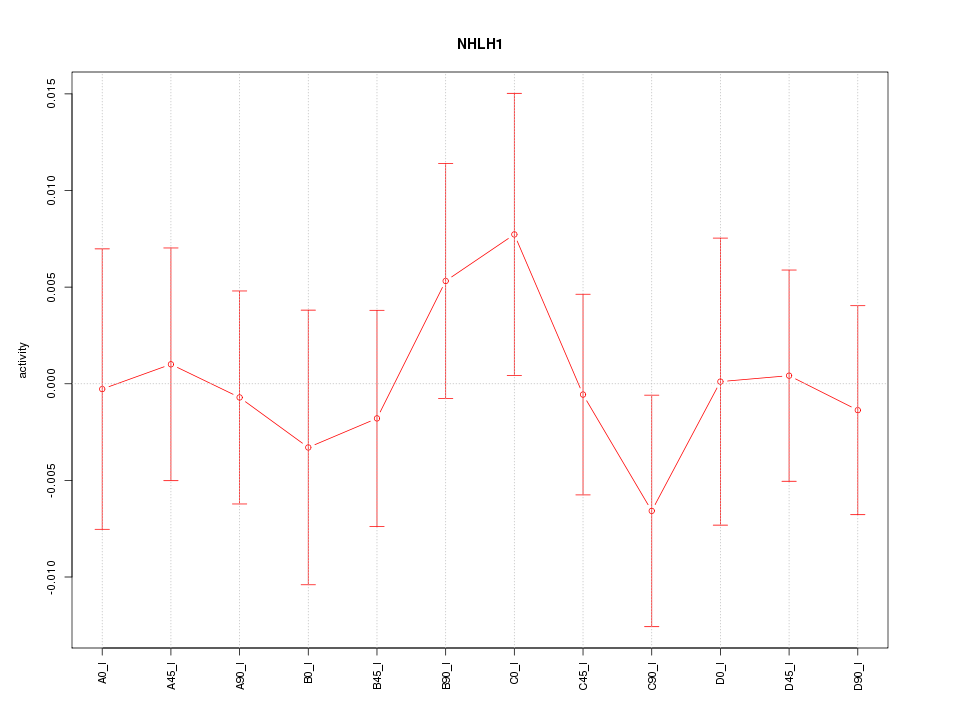 NHLH1
activity
0.015
0.010
0.005
0.000
-0.005
-0.010
A0_I
A45_I
A90_I
B0_I
B45_I
B90_I
C0_I
C45_I
C90_I
D0_I
D45_I
D90_I